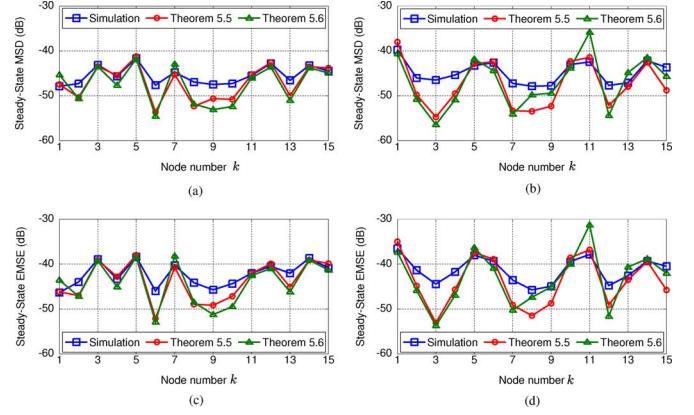 Simulation Theorem 5.5 Theorem 5.6
Steady-State MSD (dB)
-30
-40
-50
-60
1 3 5 7 9 11 13 15
Node number k
(a)
Simulation Theorem 5.5 Theorem 5.6
Steady-State MSD (dB)
-30
-40
-50
-60
1 3 5 7 9 11 13 15
Node number k
(b)
Steady-State EMSE (dB)
-30
-40
-50
-60
Simulation Theorem 5.5 Theorem 5.6
1 3 5 7 9 11 13 15
Node number k
(c)
Steady-State EMSE (dB)
-30
-40
-50
-60
Simulation Theorem 5.5 Theorem 5.6
1 3 5 7 9 11 13 15
Node number k
(d)